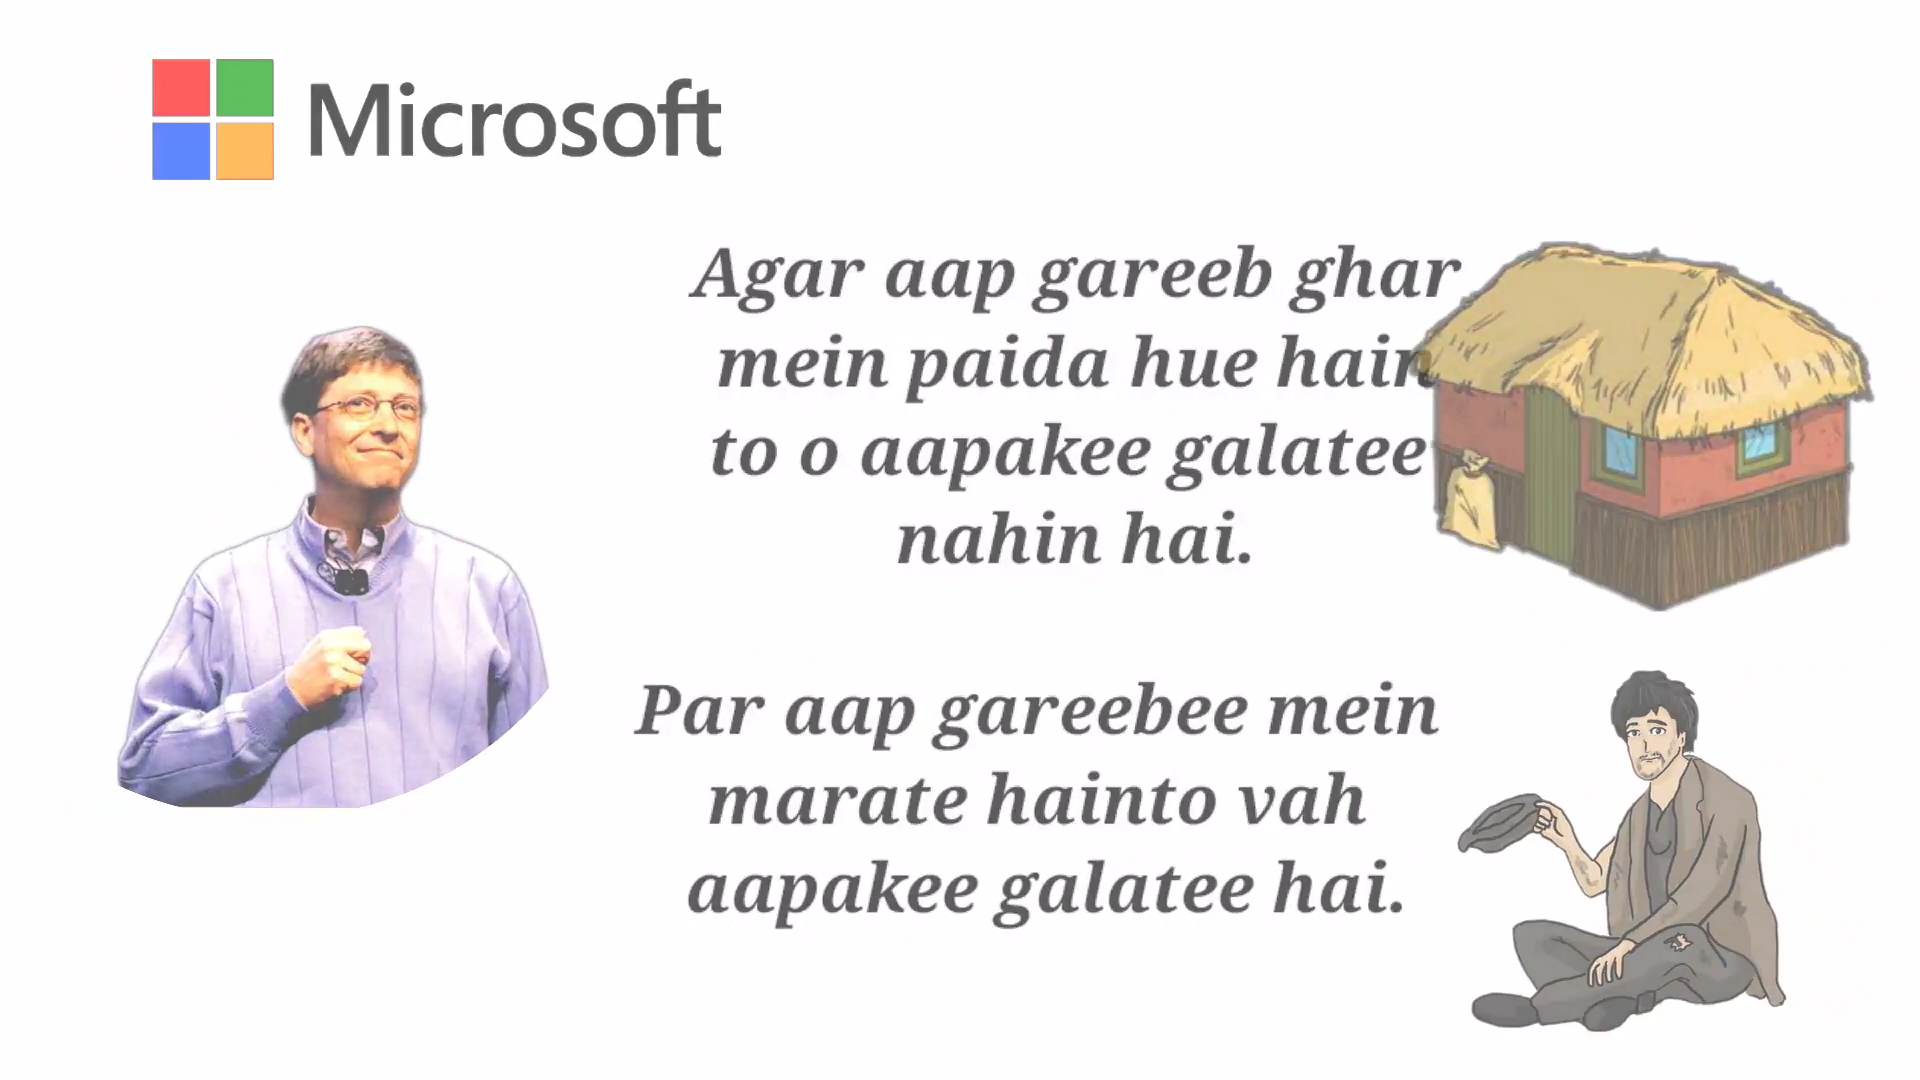 Microsoft
Agar aap gareeb ghar
mein paida hue hain
to o aapakee galatee
nahin hai.
Par aap gareebee mein
marate hainto vah
aapakee galatee hai.